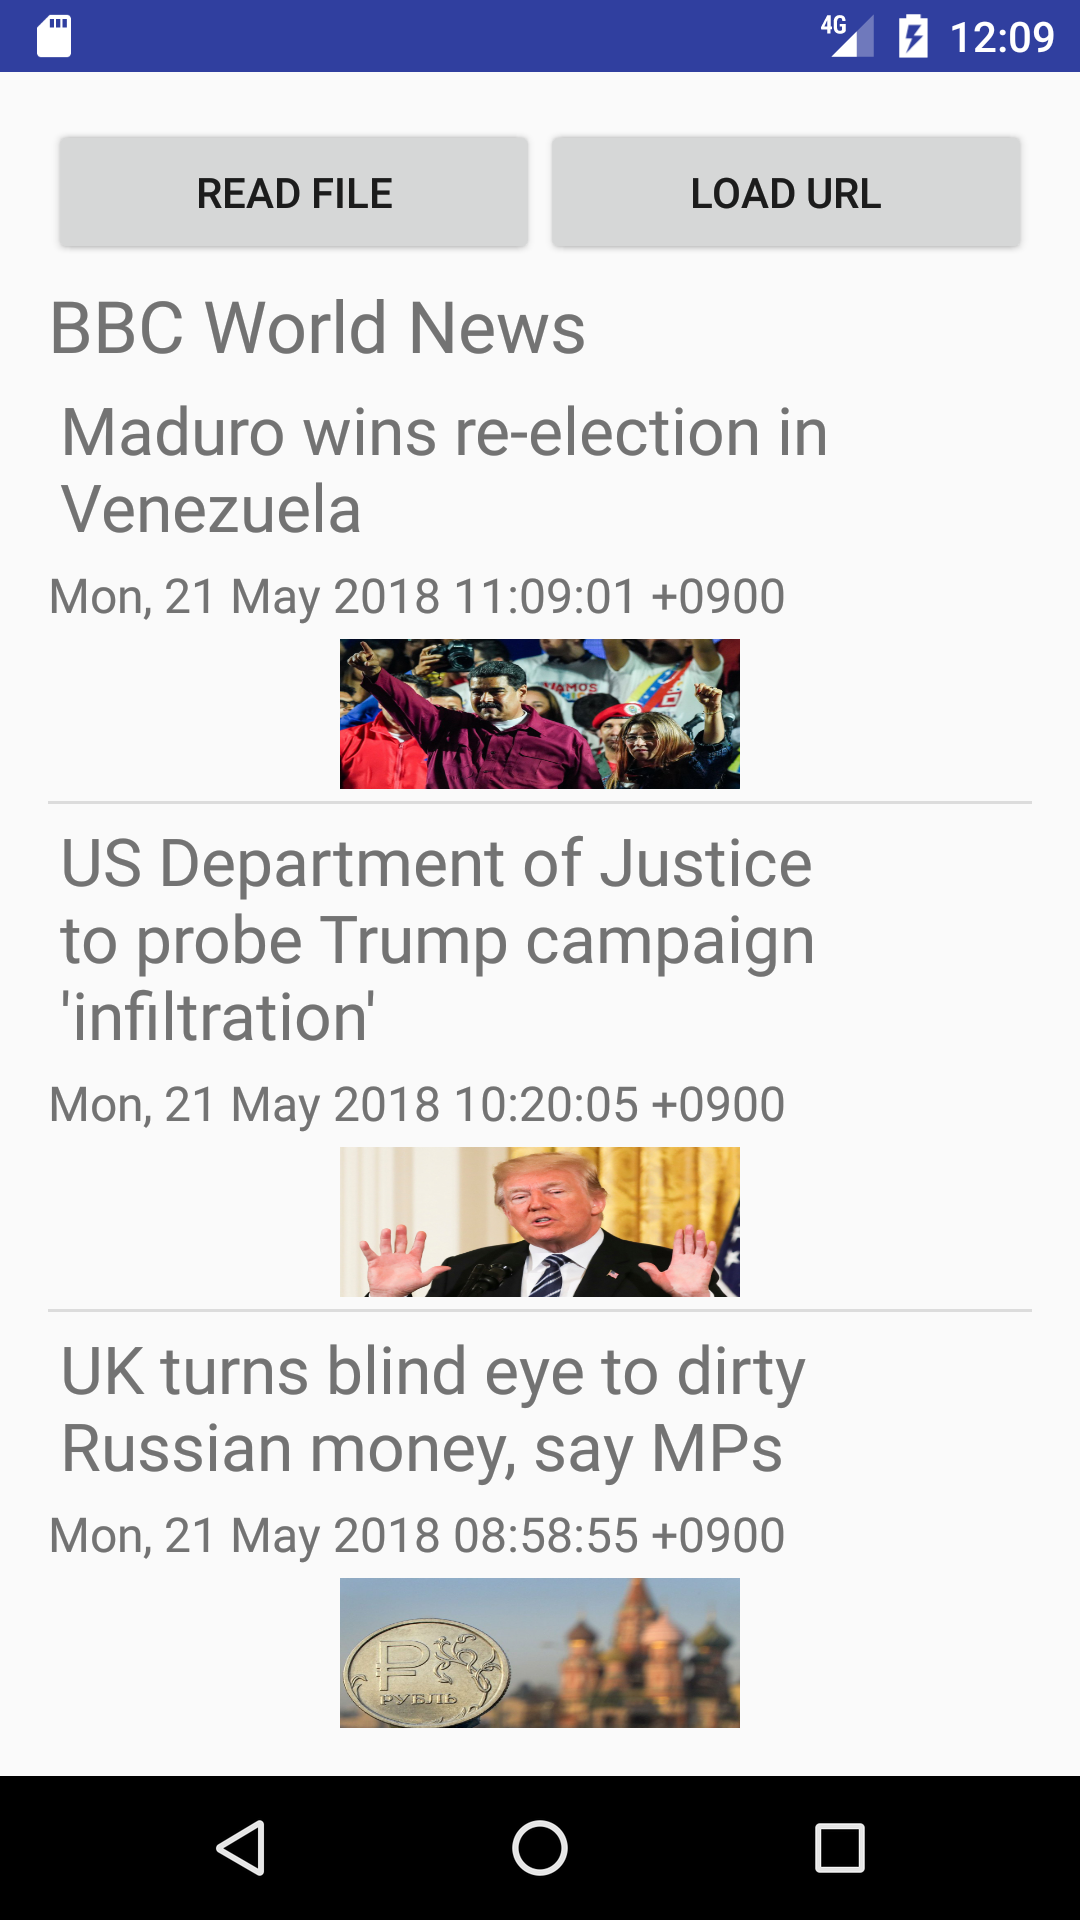 4G 12:09
READ FILE LOAD URL
BBC World News
Maduro wins re-election in
Venezuela
Mon, 21 May 2018 11:09:01 +0900
VAMOS
US Department of Justice
to probe Trump campaign
'infiltration'
Mon, 21 May 2018 10:20:05 +0900
UK turns blind eye to dirty
Russian money, say MPs
Mon, 21 May 2018 08:58:55 +0900
РУБЛЬ